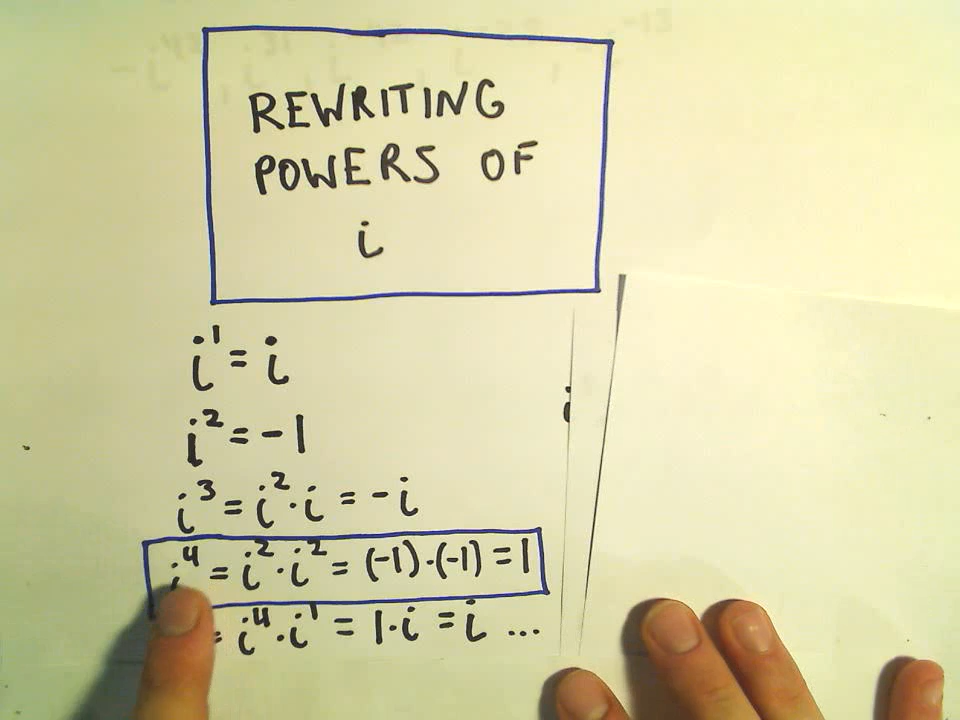 REWRITING
POWERS OF
i
i¹ = i
i² = -1
i³ = i² · i = -i
i⁴ = i² · i² = (-1) · (-1) = 1
= i⁴ · i¹ = 1 · i = i ...